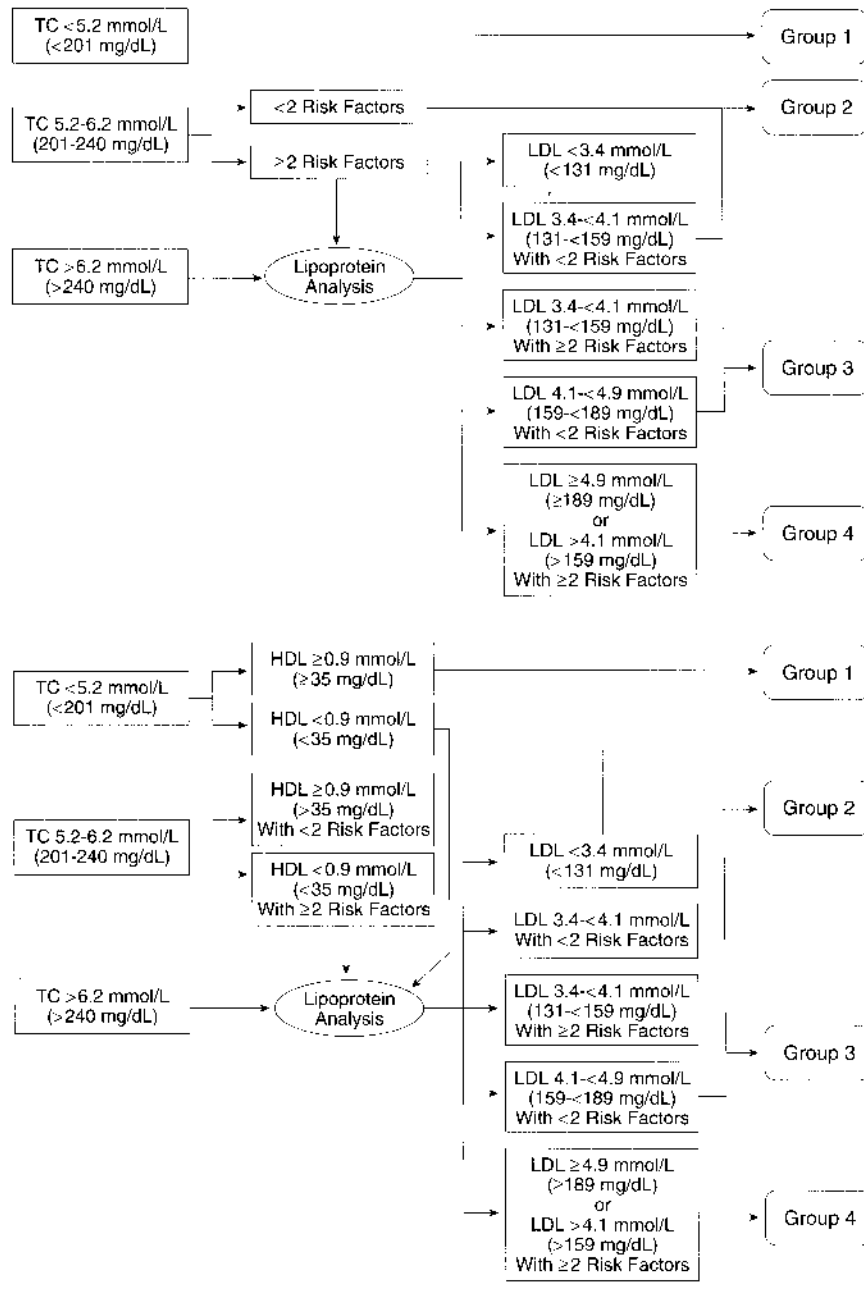 TC <5.2 mmol/L
(<201 mg/dL)
Group 1
TC 5.2-6.2 mmol/L
(201-240 mg/dL)
<2 Risk Factors
>2 Risk Factors
Group 2
LDL <3.4 mmol/L
(<131 mg/dL)
LDL 3.4-<4.1 mmol/L
(131-<159 mg/dL)
With <2 Risk Factors
TC >6.2 mmol/L
(>240 mg/dL)
Lipoprotein
Analysis
LDL 3.4-<4.1 mmol/L
(131-<159 mg/dL)
With ≥2 Risk Factors
Group 3
LDL 4.1-<4.9 mmol/L
(159-<189 mg/dL)
With <2 Risk Factors
LDL ≥4.9 mmol/L
(≥189 mg/dL)
or
LDL >4.1 mmol/L
(>159 mg/dL)
With ≥2 Risk Factors
Group 4
TC <5.2 mmol/L
(<201 mg/dL)
HDL ≥0.9 mmol/L
(≥35 mg/dL)
Group 1
HDL <0.9 mmol/L
(<35 mg/dL)
TC 5.2-6.2 mmol/L
(201-240 mg/dL)
HDL ≥0.9 mmol/L
(>35 mg/dL)
With <2 Risk Factors
Group 2
HDL <0.9 mmol/L
(<35 mg/dL)
With ≥2 Risk Factors
LDL <3.4 mmol/L
(<131 mg/dL)
LDL 3.4-<4.1 mmol/L
With <2 Risk Factors
TC >6.2 mmol/L
(>240 mg/dL)
Lipoprotein
Analysis
LDL 3.4-<4.1 mmol/L
(131-<159 mg/dL)
With ≥2 Risk Factors
Group 3
LDL 4.1-<4.9 mmol/L
(159-<189 mg/dL)
With <2 Risk Factors
LDL ≥4.9 mmol/L
(>189 mg/dL)
or
LDL >4.1 mmol/L
(>159 mg/dL)
With ≥2 Risk Factors
Group 4